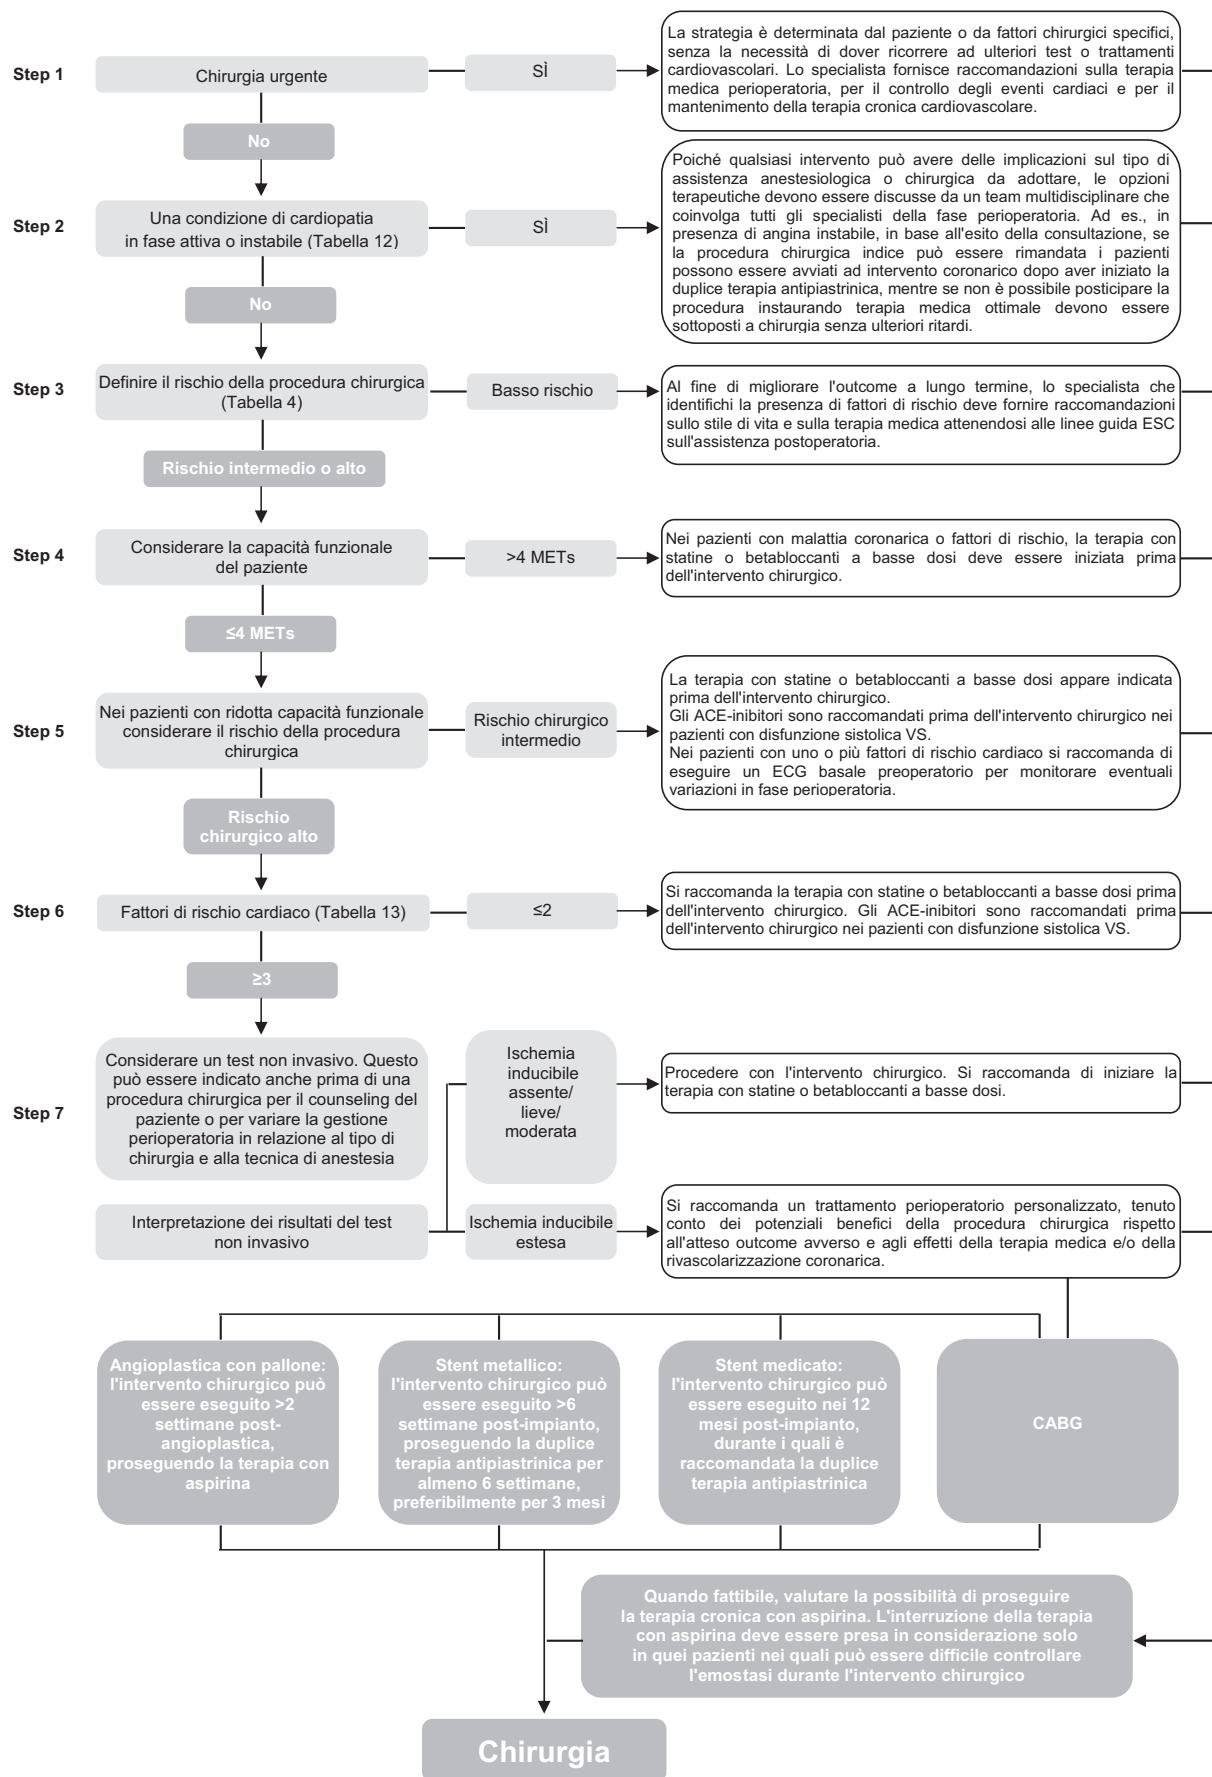 Step 1
Chirurgia urgente
SÌ
La strategia è determinata dal paziente o da fattori chirurgici specifici,
senza la necessità di dover ricorrere ad ulteriori test o trattamenti
cardiovascolari. Lo specialista fornisce raccomandazioni sulla terapia
medica perioperatoria, per il controllo degli eventi cardiaci e per il
mantenimento della terapia cronica cardiovascolare.
No
Step 2
Una condizione di cardiopatia
in fase attiva o instabile (Tabella 12)
SÌ
Poiché qualsiasi intervento può avere delle implicazioni sul tipo di
assistenza anestesiologica o chirurgica da adottare, le opzioni
terapeutiche devono essere discusse da un team multidisciplinare che
coinvolga tutti gli specialisti della fase perioperatoria. Ad es., in
presenza di angina instabile, in base all'esito della consultazione, se
la procedura chirurgica indice può essere rimandata i pazienti
possono essere avviati ad intervento coronarico dopo aver iniziato la
duplice terapia antipiastrinica, mentre se non è possibile posticipare la
procedura instaurando terapia medica ottimale devono essere
sottoposti a chirurgia senza ulteriori ritardi.
No
Step 3
Definire il rischio della procedura chirurgica
(Tabella 4)
Basso rischio
Al fine di migliorare l'outcome a lungo termine, lo specialista che
identifichi la presenza di fattori di rischio deve fornire raccomandazioni
sullo stile di vita e sulla terapia medica attenendosi alle linee guida ESC
sull'assistenza postoperatoria.
Rischio intermedio o alto
Step 4
Considerare la capacità funzionale
del paziente
>4 METs
Nei pazienti con malattia coronarica o fattori di rischio, la terapia con
statine o betabloccanti a basse dosi deve essere iniziata prima
dell'intervento chirurgico.
≤4 METs
Step 5
Nei pazienti con ridotta capacità funzionale
considerare il rischio della procedura
chirurgica
Rischio chirurgico
intermedio
La terapia con statine o betabloccanti a basse dosi appare indicata
prima dell'intervento chirurgico.
Gli ACE-inibitori sono raccomandati prima dell'intervento chirurgico nei
pazienti con disfunzione sistolica VS.
Nei pazienti con uno o più fattori di rischio cardiaco si raccomanda di
eseguire un ECG basale preoperatorio per monitorare eventuali
variazioni in fase perioperatoria.
Rischio
chirurgico alto
Step 6
Fattori di rischio cardiaco (Tabella 13)
≤2
Si raccomanda la terapia con statine o betabloccanti a basse dosi prima
dell'intervento chirurgico. Gli ACE-inibitori sono raccomandati prima
dell'intervento chirurgico nei pazienti con disfunzione sistolica VS.
≥3
Step 7
Considerare un test non invasivo. Questo
può essere indicato anche prima di una
procedura chirurgica per il counseling del
paziente o per variare la gestione
perioperatoria in relazione al tipo di
chirurgia e alla tecnica di anestesia
Ischemia
inducibile
assente/
lieve/
moderata
Procedere con l'intervento chirurgico. Si raccomanda di iniziare la
terapia con statine o betabloccanti a basse dosi.
Interpretazione dei risultati del test
non invasivo
Ischemia inducibile
estesa
Si raccomanda un trattamento perioperatorio personalizzato, tenuto
conto dei potenziali benefici della procedura chirurgica rispetto
all'atteso outcome avverso e agli effetti della terapia medica e/o della
rivascolarizzazione coronarica.
Angioplastica con pallone:
l'intervento chirurgico può
essere eseguito >2
settimane post-
angioplastica,
proseguendo la terapia con
aspirina
Stent metallico:
l'intervento chirurgico può
essere eseguito >6
settimane post-impianto,
proseguendo la duplice
terapia antipiastrinica per
almeno 6 settimane,
preferibilmente per 3 mesi
Stent medicato:
l'intervento chirurgico può
essere eseguito nei 12
mesi post-impianto,
durante i quali è
raccomandata la duplice
terapia antipiastrinica
CABG
Quando fattibile, valutare la possibilità di proseguire
la terapia cronica con aspirina. L'interruzione della terapia
con aspirina deve essere presa in considerazione solo
in quei pazienti nei quali può essere difficile controllare
l'emostasi durante l'intervento chirurgico
Chirurgia